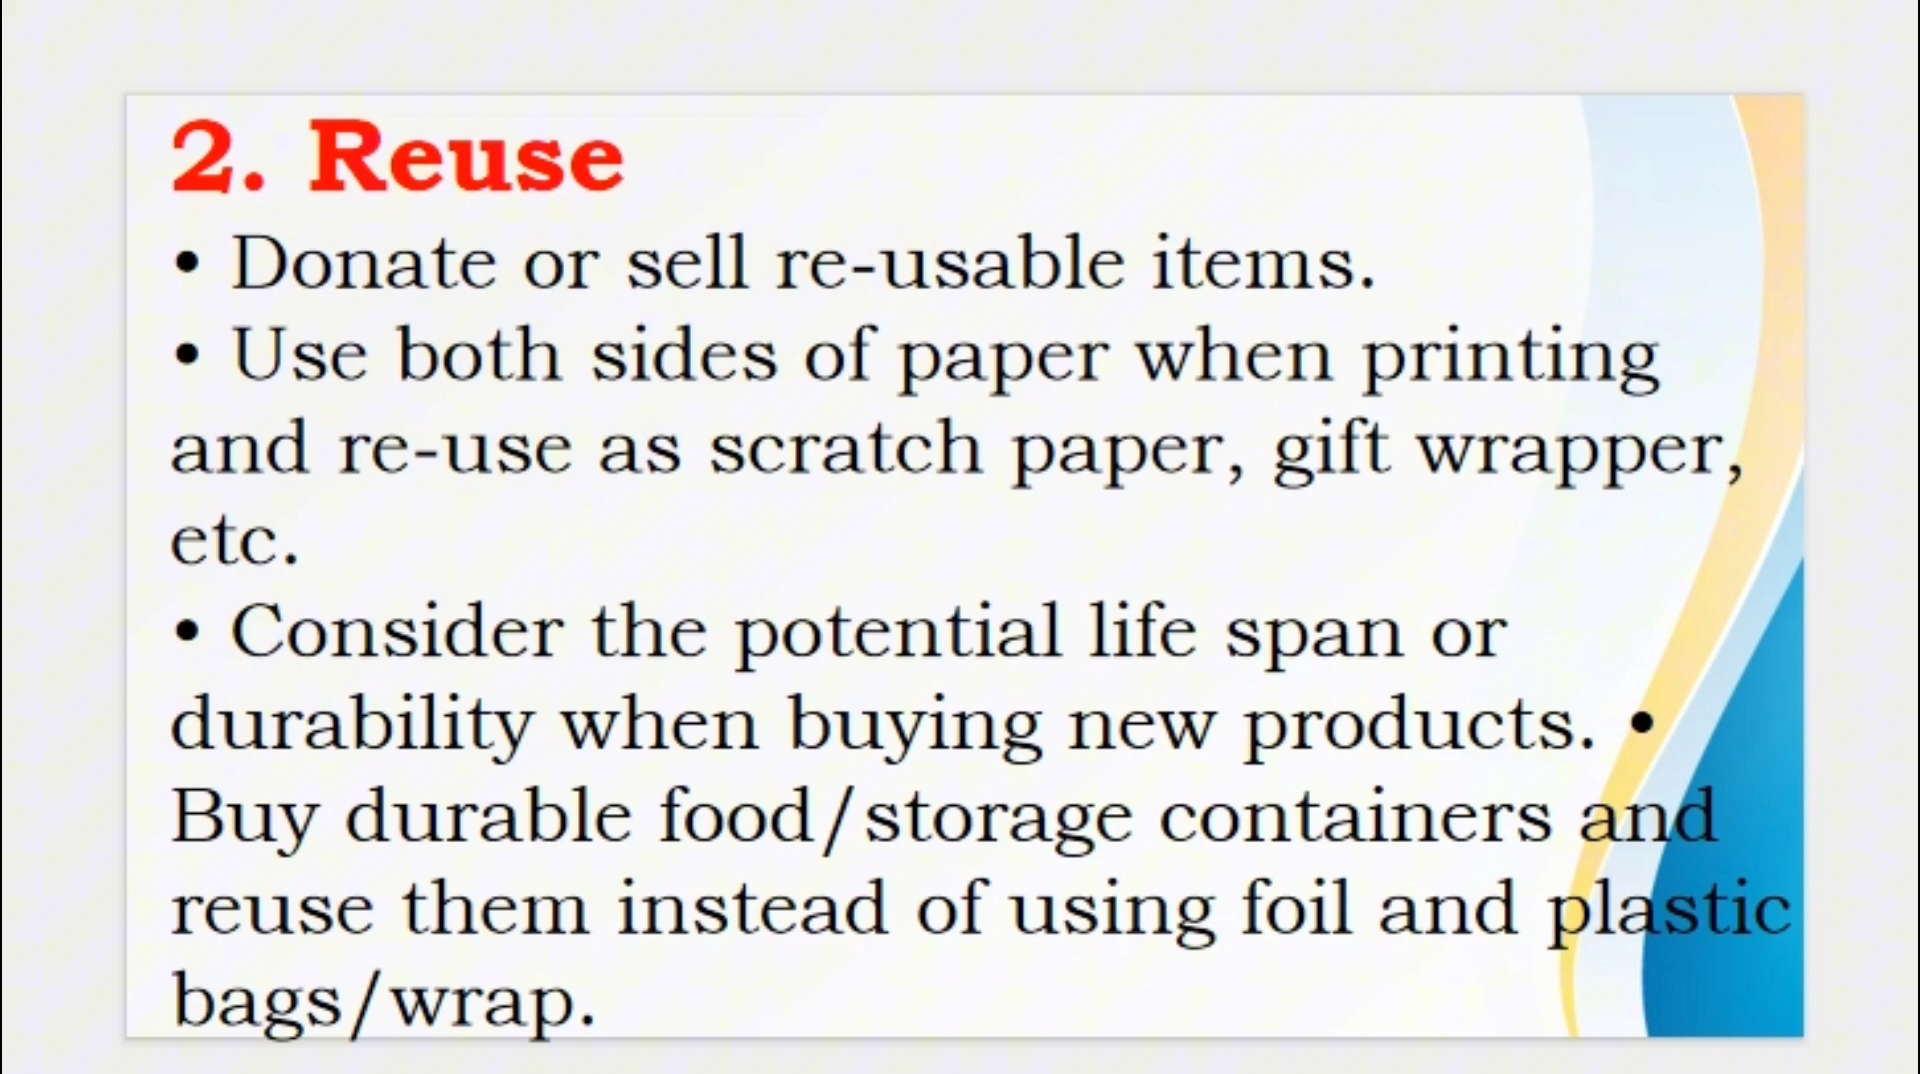 2. Reuse
• Donate or sell re-usable items.
• Use both sides of paper when printing
and re-use as scratch paper, gift wrapper,
etc.
• Consider the potential life span or
durability when buying new products. •
Buy durable food/storage containers and
reuse them instead of using foil and plastic
bags/wrap.